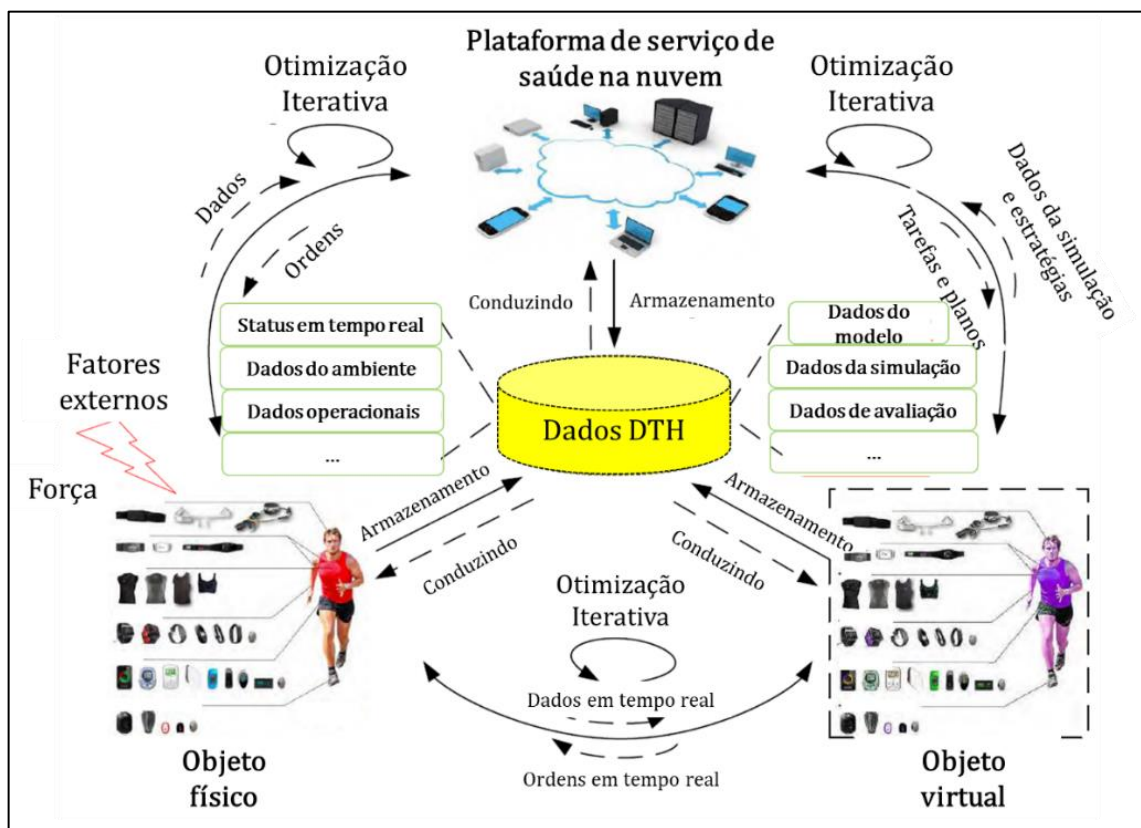 Plataforma de serviço de
saúde na nuvem
Otimização
Iterativa
Otimização
Iterativa
Dados
Ordens
Dados da simulação
e estratégias
Tarefas e planos
Conduzindo
Armazenamento
Status em tempo real
Dados do ambiente
Dados operacionais
...
Dados do
modelo
Dados da simulação
Dados de avaliação
...
Fatores
externos
Força
Dados DTH
Armazenamento
Conduzindo
Armazenamento
Conduzindo
Otimização
Iterativa
Dados em tempo real
Ordens em tempo real
Objeto
físico
Objeto
virtual